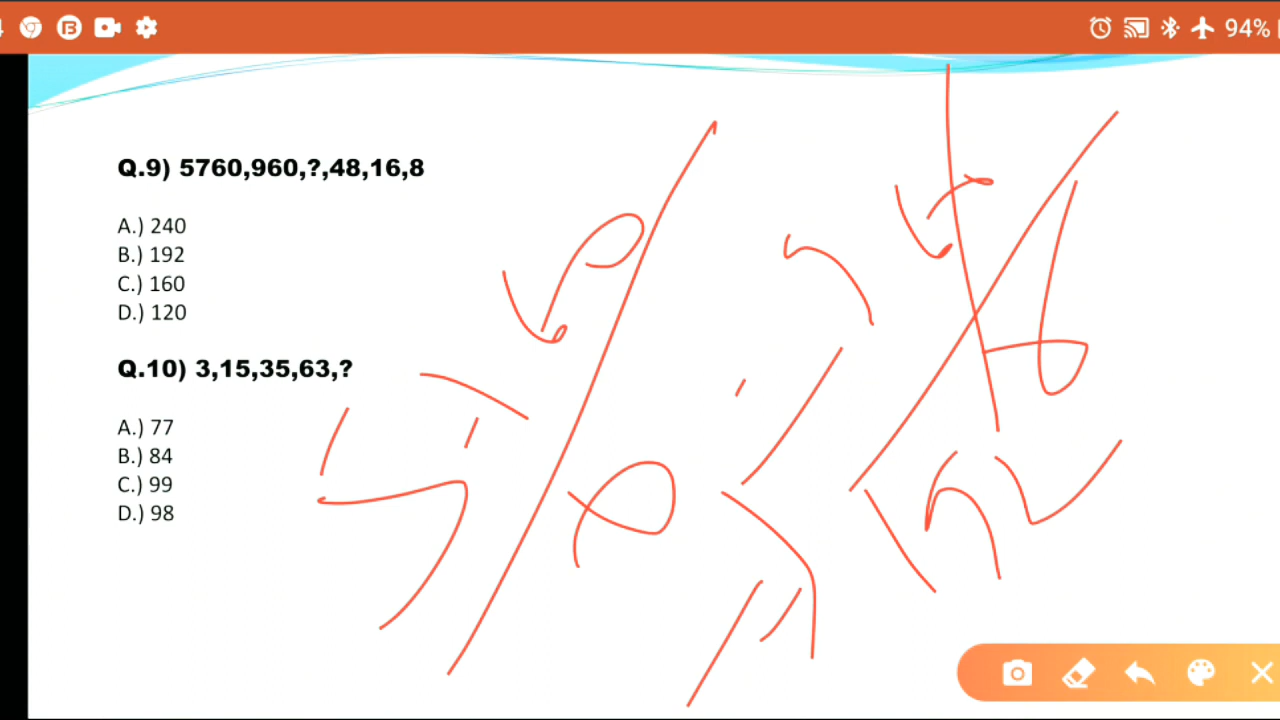 94%
Q.9) 5760,960,?,48,16,8
A.) 240
B.) 192
C.) 160
D.) 120
Q.10) 3,15,35,63,?
A.) 77
B.) 84
C.) 99
D.) 98